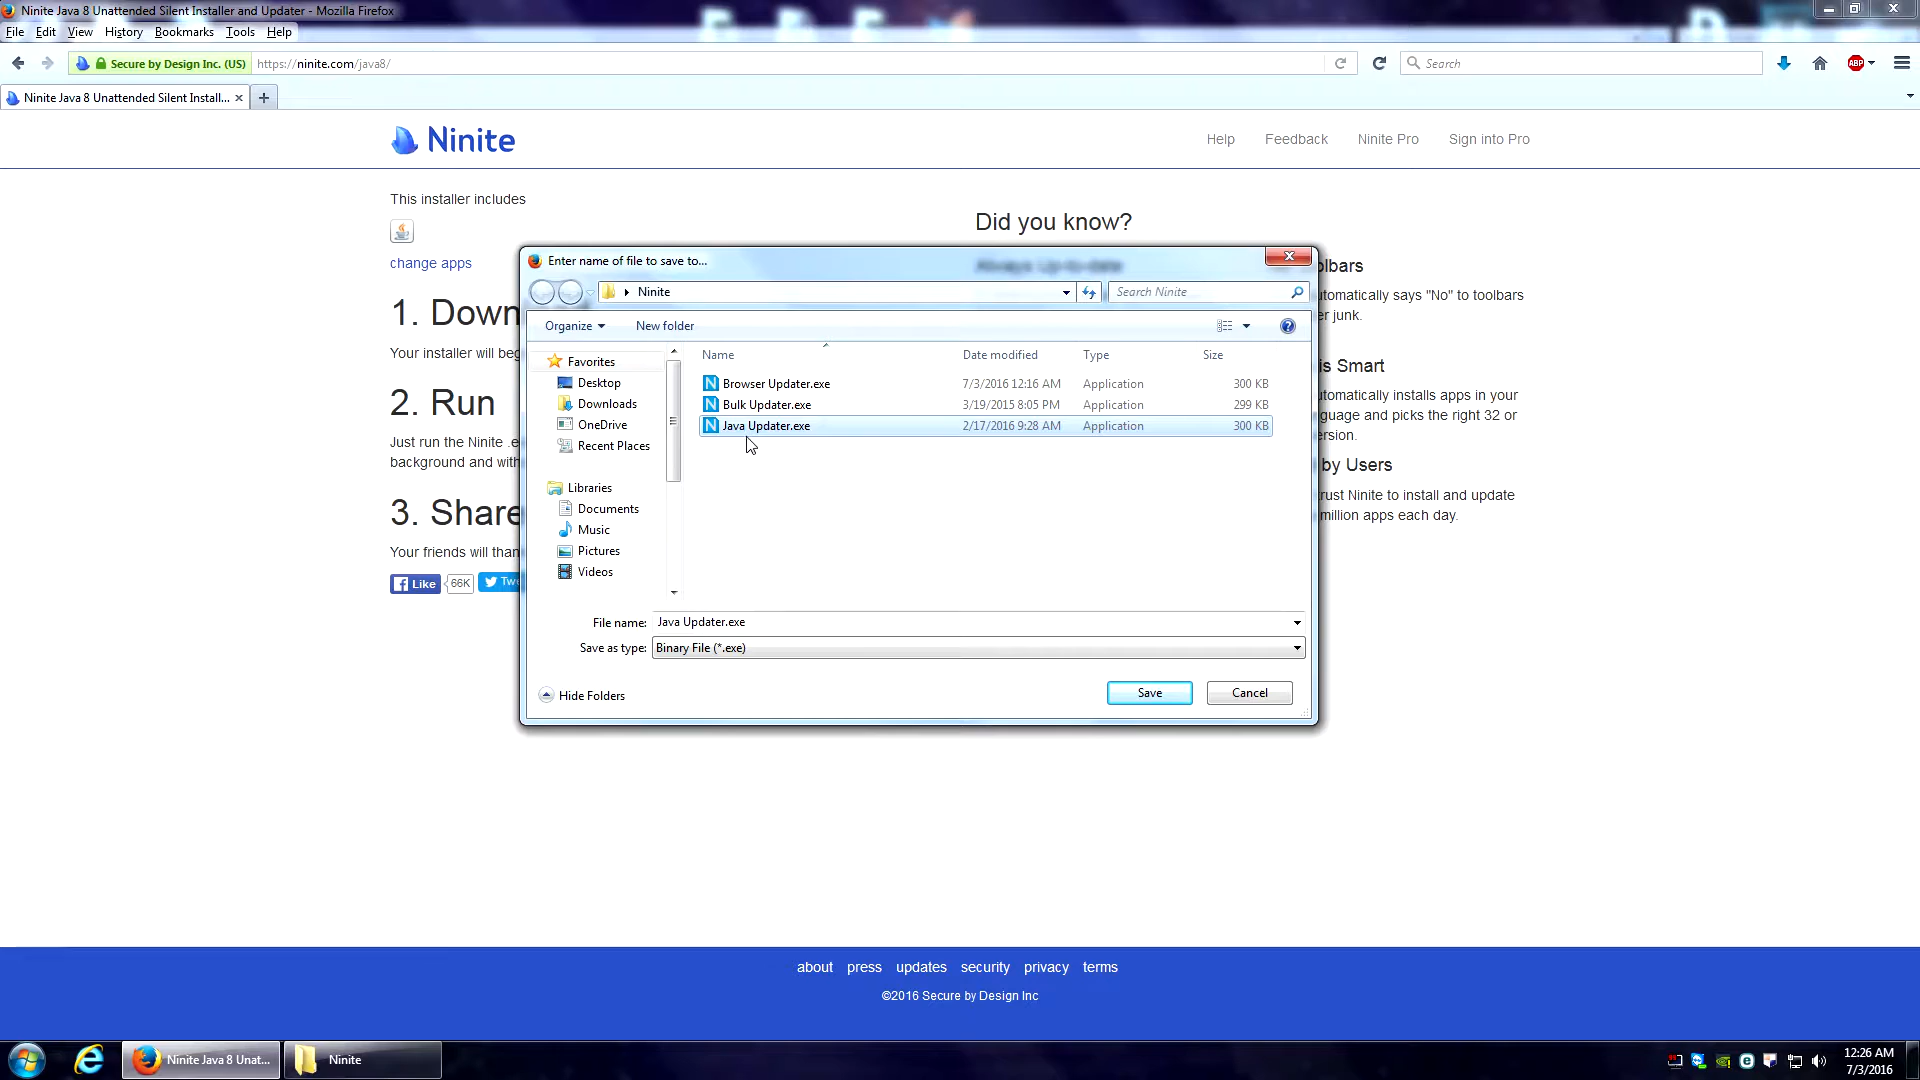 Ninite Java 8 Unattended Silent Installer and Updater - Mozilla Firefox
File Edit View History Bookmarks Tools Help
Secure by Design Inc. (US) https://ninite.com/java8/
Search
ABP
Ninite Java 8 Unattended Silent Install...
Ninite
Help Feedback Ninite Pro Sign into Pro
This installer includes
change apps
1. Down
Your installer will beg
2. Run
Just run the Ninite .e
background and with
3. Share
Your friends will than
Like 66K Twe
Did you know?
Always Up-to-date
olbars
utomatically says "No" to toolbars
er junk.
is Smart
utomatically installs apps in your
nguage and picks the right 32 or
ersion.
by Users
rust Ninite to install and update
million apps each day.
Enter name of file to save to...
Ninite
Search Ninite
Organize New folder
Favorites
Desktop
Downloads
OneDrive
Recent Places
Libraries
Documents
Music
Pictures
Videos
Name Date modified Type Size
Browser Updater.exe 7/3/2016 12:16 AM Application 300 KB
Bulk Updater.exe 3/19/2015 8:05 PM Application 299 KB
Java Updater.exe 2/17/2016 9:28 AM Application 300 KB
File name: Java Updater.exe
Save as type: Binary File (*.exe)
Hide Folders
Save Cancel
about press updates security privacy terms
©2016 Secure by Design Inc
Ninite Java 8 Unat...
Ninite
12:26 AM
7/3/2016